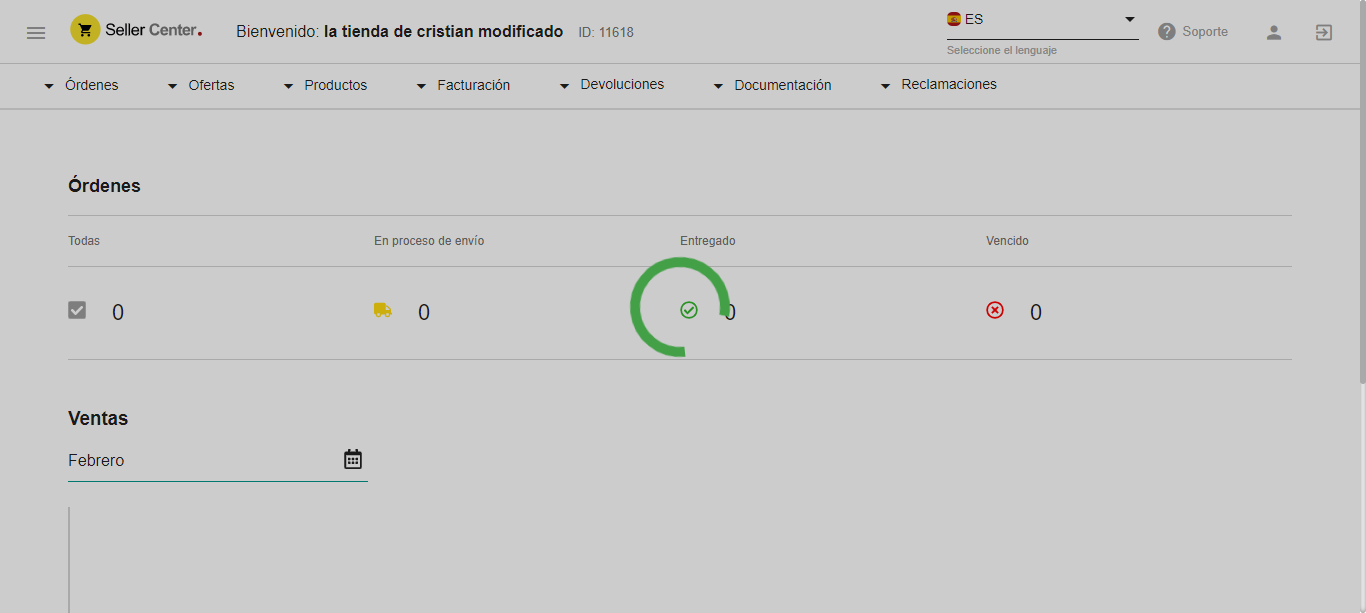 Seller Center.
Bienvenido: la tienda de cristian modificado ID: 11618
ES
Seleccione el lenguaje
Soporte
Órdenes
Ofertas
Productos
Facturación
Devoluciones
Documentación
Reclamaciones
Órdenes
Todas
En proceso de envío
Entregado
Vencido
0
0
0
0
Ventas
Febrero